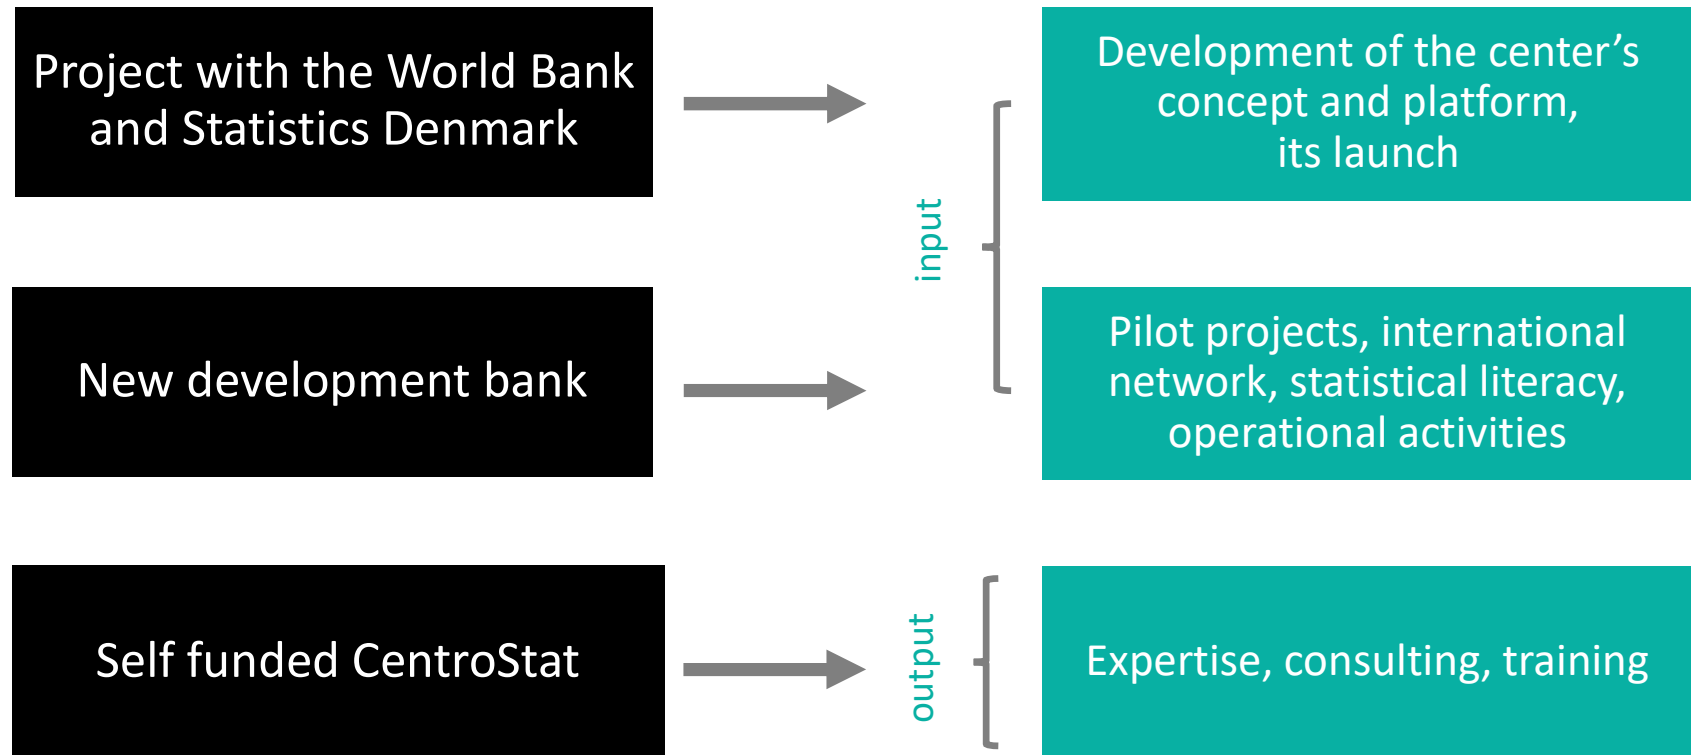 Project with the World Bank
and Statistics Denmark
Development of the center’s
concept and platform,
its launch
input
New development bank
Pilot projects, international
network, statistical literacy,
operational activities
Self funded CentroStat
output
Expertise, consulting, training